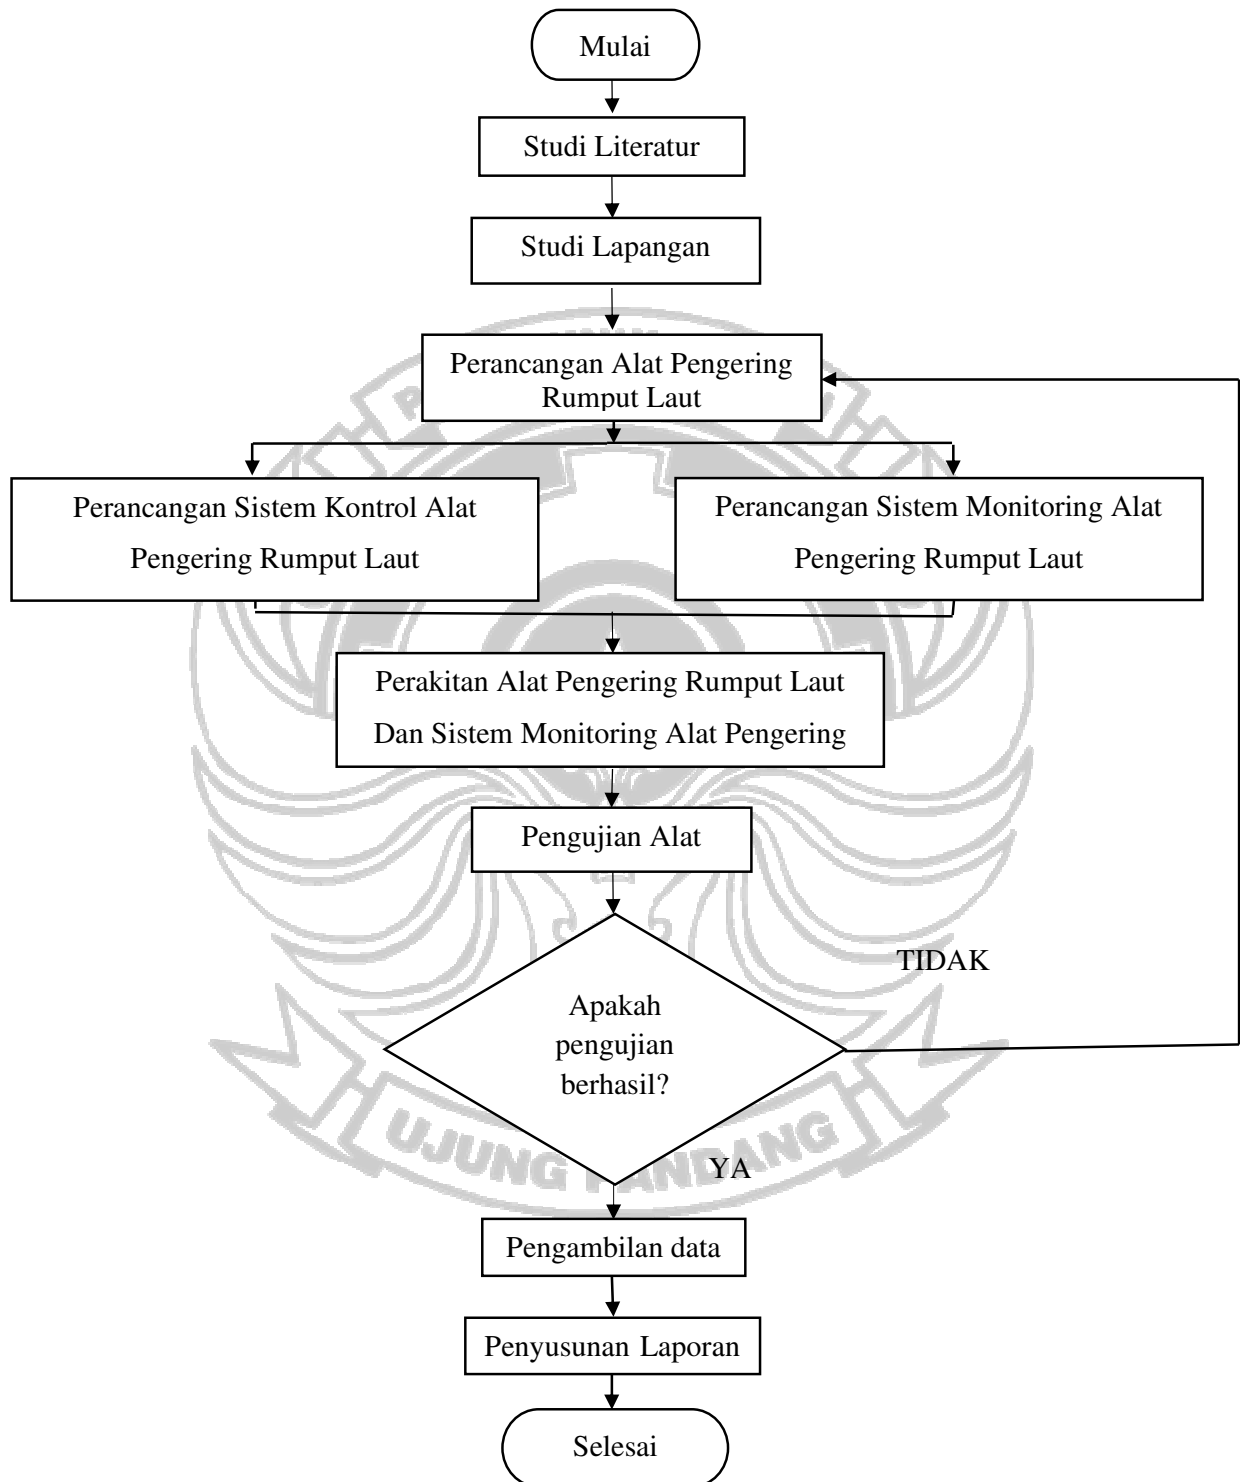 Mulai
Studi Literatur
Studi Lapangan
Perancangan Alat Pengering
Rumput Laut
Perancangan Sistem Kontrol Alat
Pengering Rumput Laut
Perancangan Sistem Monitoring Alat
Pengering Rumput Laut
Perakitan Alat Pengering Rumput Laut
Dan Sistem Monitoring Alat Pengering
Pengujian Alat
TIDAK
Apakah
pengujian
berhasil?
UJUNG PANDANG
YA
Pengambilan data
Penyusunan Laporan
Selesai